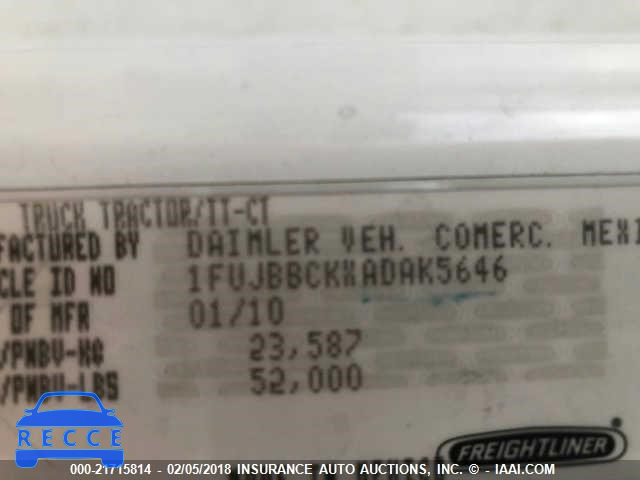 TRUCK TRACTOR/TT-CT
FACTURED BY DAIMLER VEH. COMERC. MEXI
CLE ID NO 1FUJBBCKXADAK5646
OF MFR 01/10
/PNBV-KG 23,587
/PNBV-LBS 52,000
FREIGHTLINER
RECCE
000-21715814 - 02/05/2018 INSURANCE AUTO AUCTIONS, INC. - © IAAI.COM